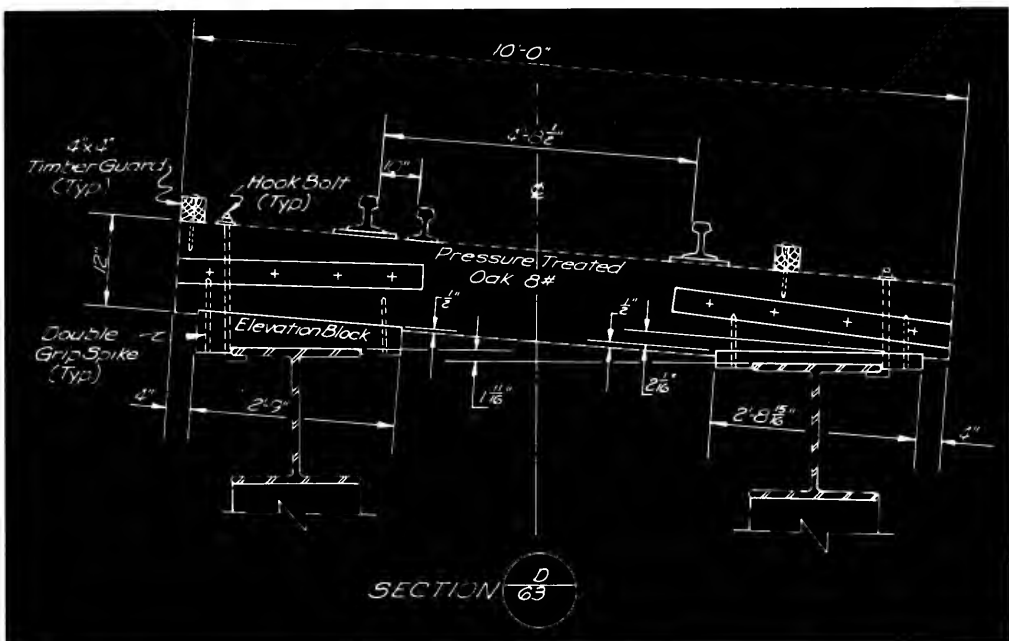 10'-0"
4'-8½"
10"
4"x4"
Timber Guard
(Typ)
Hook Bolt
(Typ)
12"
Pressure Treated
Oak 8#
½"
½"
Elevation Block
Double
Grip Spike
(Typ)
4"
2'-9"
1 11/16"
2 1/16"
2'-8 15/16"
4"
SECTION D
63